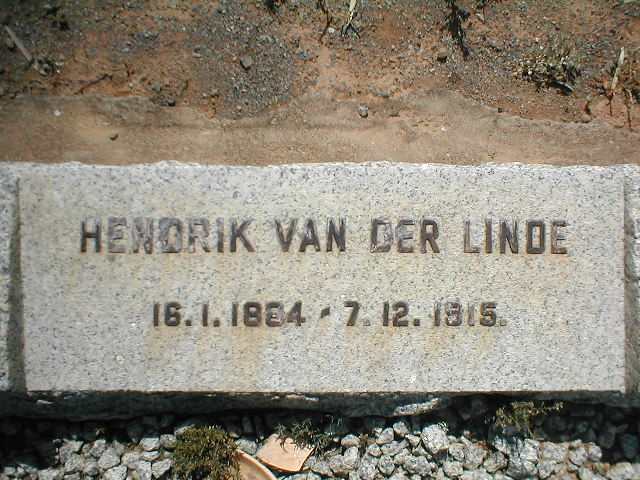 HENDRIK VAN DER LINDE
16.1.1884 - 7.12.1915.